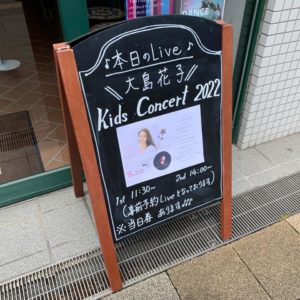 ♪本日のLive♪
大島花子
Kids Concert 2022
8.10
1st 11:30～ 2nd 14:00～
(事前予約Liveとなっております)
※当日券 あります♪♪♪
DANCE